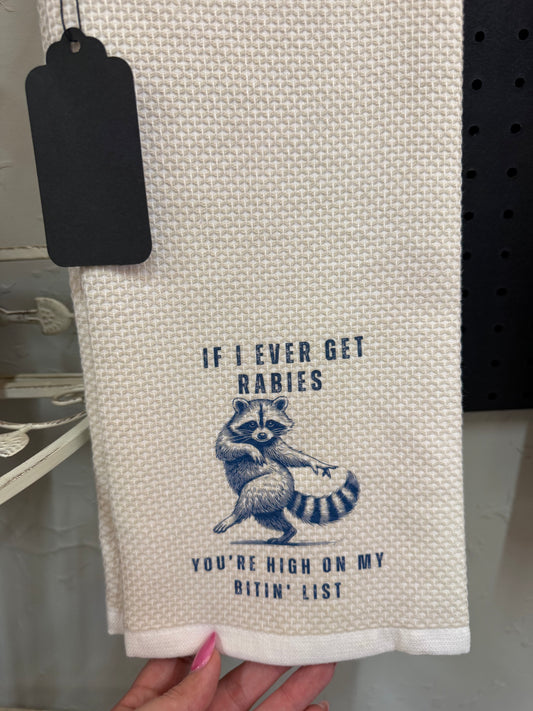 IF I EVER GET
RABIES
YOU'RE HIGH ON MY
BITIN' LIST